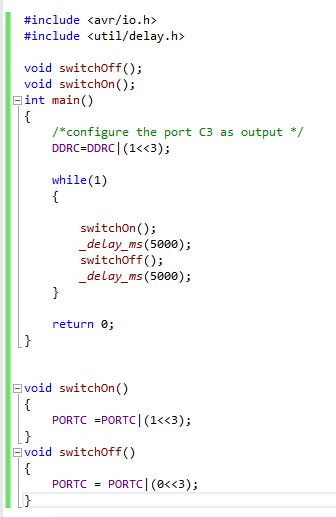 #include <avr/io.h>
#include <util/delay.h>
void switchOff();
void switchOn();
int main()
{
/*configure the port C3 as output */
DDRC=DDRC|(1<<3);
while(1)
{
switchOn();
_delay_ms(5000);
switchOff();
_delay_ms(5000);
}
return 0;
}
void switchOn()
{
PORTC =PORTC|(1<<3);
}
void switchOff()
{
PORTC = PORTC|(0<<3);
}